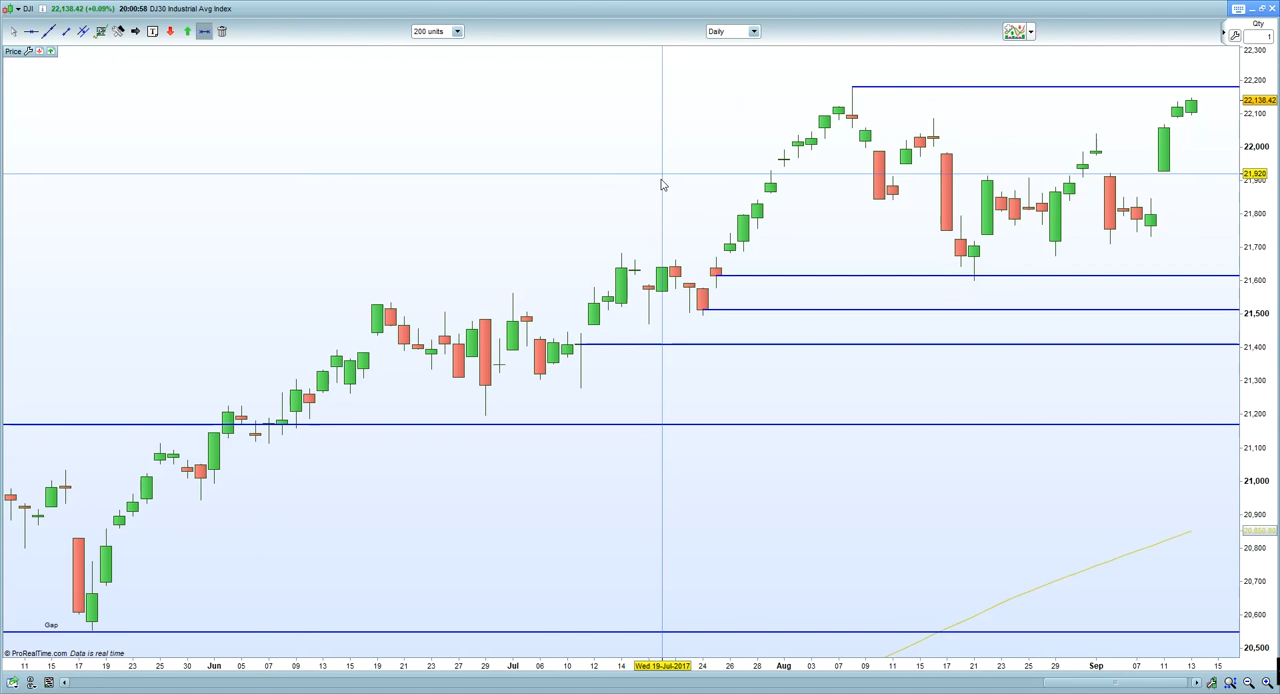 DJI 22,138.42 (+0.09%) 20:00:58 DJ30 Industrial Avg Index
200 units
Daily
Qty
1
Price
22,300
22,200
22,138.42
22,100
22,000
21,920
21,900
21,800
21,700
21,600
21,500
21,400
21,300
21,200
21,100
21,000
20,900
20,800
20,700
20,600
20,500
Gap
© ProRealTime.com Data is real time
11 15 17 19 23 25 29 Jun 05 07 09 13 15 19 21 23 27 29 Jul 06 10 12 14 Wed 19-Jul-2017 24 26 28 Aug 03 07 09 11 15 17 21 23 25 29 Sep 07 11 13 15